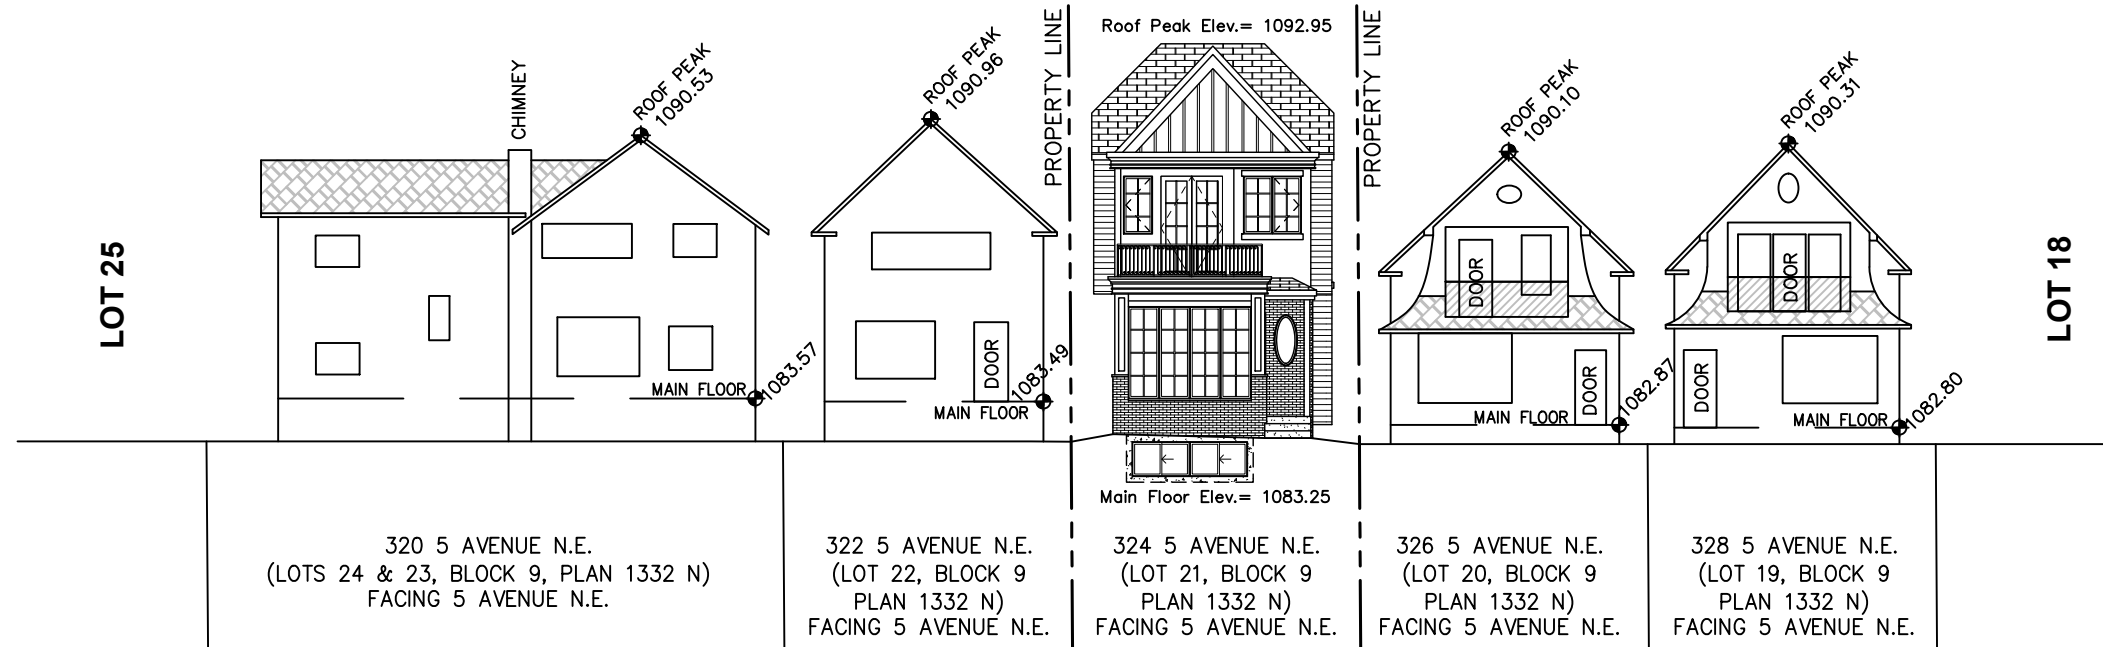 LOT 25
CHIMNEY
ROOF PEAK
1090.53
MAIN FLOOR
1083.57
ROOF PEAK
1090.96
DOOR
MAIN FLOOR
1083.49
PROPERTY LINE
Roof Peak Elev.= 1092.95
Main Floor Elev.= 1083.25
PROPERTY LINE
ROOF PEAK
1090.10
DOOR
DOOR
MAIN FLOOR
1082.87
ROOF PEAK
1090.31
DOOR
DOOR
MAIN FLOOR
1082.80
LOT 18
320 5 AVENUE N.E.
(LOTS 24 & 23, BLOCK 9, PLAN 1332 N)
FACING 5 AVENUE N.E.
322 5 AVENUE N.E.
(LOT 22, BLOCK 9
PLAN 1332 N)
FACING 5 AVENUE N.E.
324 5 AVENUE N.E.
(LOT 21, BLOCK 9
PLAN 1332 N)
FACING 5 AVENUE N.E.
326 5 AVENUE N.E.
(LOT 20, BLOCK 9
PLAN 1332 N)
FACING 5 AVENUE N.E.
328 5 AVENUE N.E.
(LOT 19, BLOCK 9
PLAN 1332 N)
FACING 5 AVENUE N.E.